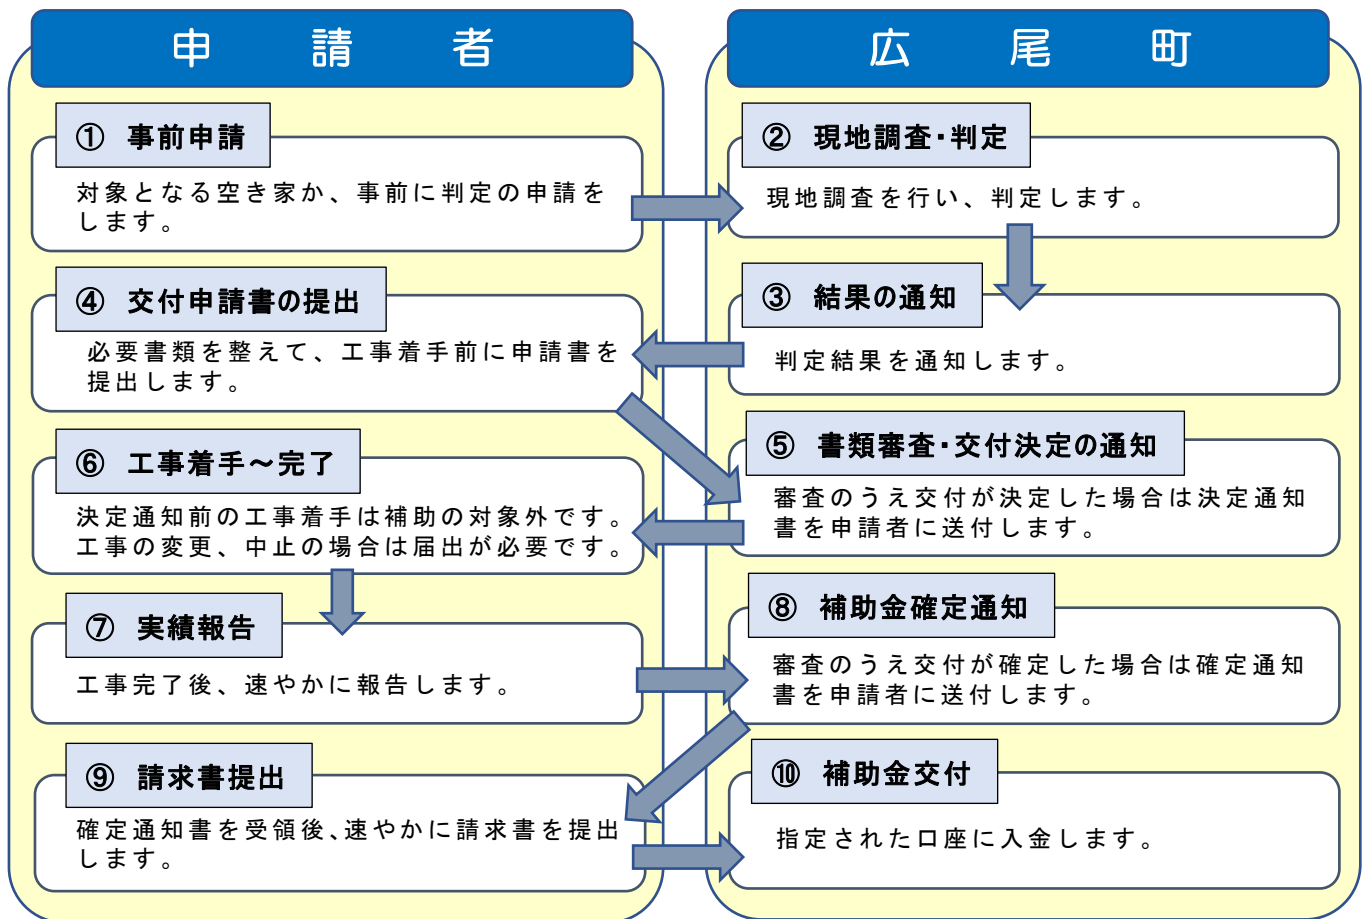 申請者
広尾町
① 事前申請
対象となる空き家か、事前に判定の申請を
します。
② 現地調査・判定
現地調査を行い、判定します。
③ 結果の通知
判定結果を通知します。
④ 交付申請書の提出
必要書類を整えて、工事着手前に申請書を
提出します。
⑤ 書類審査・交付決定の通知
審査のうえ交付が決定した場合は決定通知
書を申請者に送付します。
⑥ 工事着手～完了
決定通知前の工事着手は補助の対象外です。
工事の変更、中止の場合は届出が必要です。
⑦ 実績報告
工事完了後、速やかに報告します。
⑧ 補助金確定通知
審査のうえ交付が確定した場合は確定通知
書を申請者に送付します。
⑨ 請求書提出
確定通知書を受領後、速やかに請求書を提出
します。
⑩ 補助金交付
指定された口座に入金します。